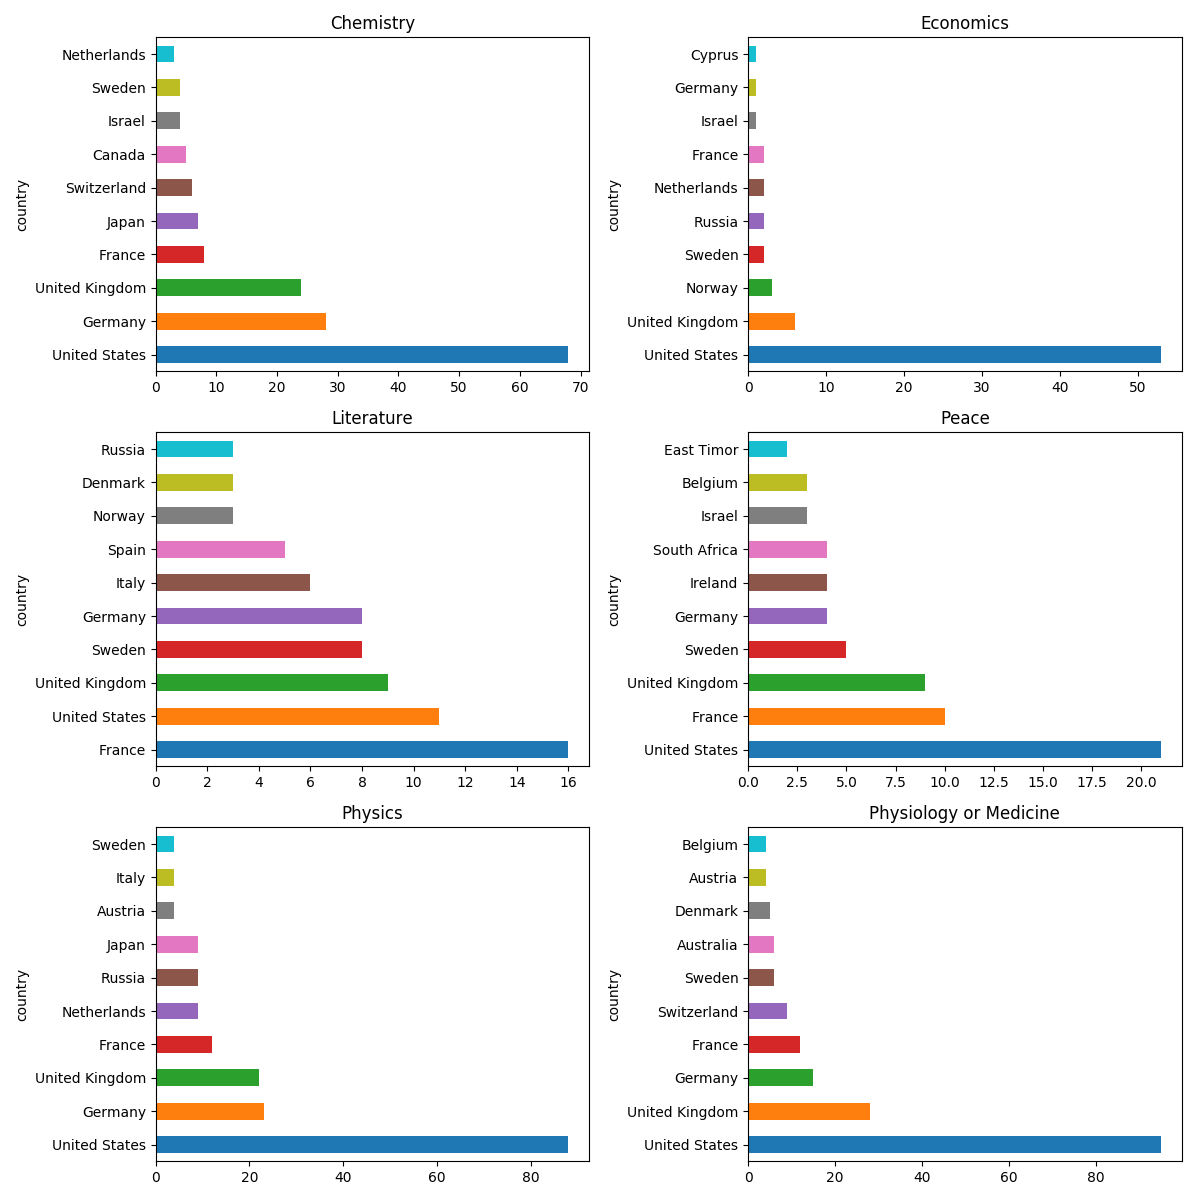 Chemistry
Netherlands
Sweden
Israel
Canada
Switzerland
Japan
France
United Kingdom
Germany
United States
country
0 10 20 30 40 50 60 70
Economics
Cyprus
Germany
Israel
France
Netherlands
Russia
Sweden
Norway
United Kingdom
United States
country
0 10 20 30 40 50
Literature
Russia
Denmark
Norway
Spain
Italy
Germany
Sweden
United Kingdom
United States
France
country
0 2 4 6 8 10 12 14 16
Peace
East Timor
Belgium
Israel
South Africa
Ireland
Germany
Sweden
United Kingdom
France
United States
country
0.0 2.5 5.0 7.5 10.0 12.5 15.0 17.5 20.0
Physics
Sweden
Italy
Austria
Japan
Russia
Netherlands
France
United Kingdom
Germany
United States
country
0 20 40 60 80
Physiology or Medicine
Belgium
Austria
Denmark
Australia
Sweden
Switzerland
France
Germany
United Kingdom
United States
country
0 20 40 60 80